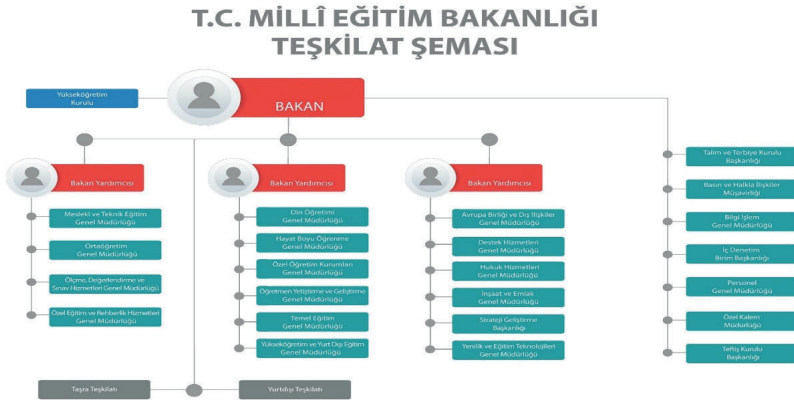 T.C. MİLLÎ EĞİTİM BAKANLIĞI
TEŞKİLAT ŞEMASI
Yükseköğretim
Kurulu
BAKAN
Bakan Yardımcısı
Mesleki ve Teknik Eğitim
Genel Müdürlüğü
Ortaöğretim
Genel Müdürlüğü
Ölçme, Değerlendirme ve
Sınav Hizmetleri Genel Müdürlüğü
Özel Eğitim ve Rehberlik Hizmetleri
Genel Müdürlüğü
Bakan Yardımcısı
Din Öğretimi
Genel Müdürlüğü
Hayat Boyu Öğrenme
Genel Müdürlüğü
Özel Öğretim Kurumları
Genel Müdürlüğü
Öğretmen Yetiştirme ve Geliştirme
Genel Müdürlüğü
Temel Eğitim
Genel Müdürlüğü
Yükseköğretim ve Yurt Dışı Eğitim
Genel Müdürlüğü
Bakan Yardımcısı
Avrupa Birliği ve Dış İlişkiler
Genel Müdürlüğü
Destek Hizmetleri
Genel Müdürlüğü
Hukuk Hizmetleri
Genel Müdürlüğü
İnşaat ve Emlak
Genel Müdürlüğü
Strateji Geliştirme
Başkanlığı
Yenilik ve Eğitim Teknolojileri
Genel Müdürlüğü
Talim ve Terbiye Kurulu
Başkanlığı
Basın ve Halkla İlişkiler
Müşavirliği
Bilgi İşlem
Genel Müdürlüğü
İç Denetim
Birim Başkanlığı
Personel
Genel Müdürlüğü
Özel Kalem
Müdürlüğü
Teftiş Kurulu
Başkanlığı
Taşra Teşkilatı
Yurtdışı Teşkilatı